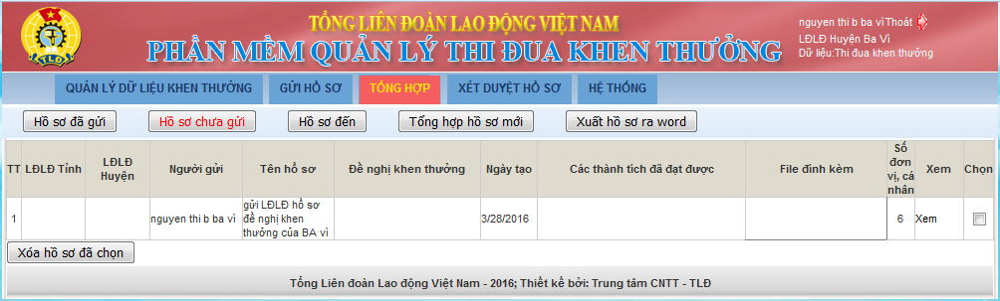 TỔNG LIÊN ĐOÀN LAO ĐỘNG VIỆT NAM
PHẦN MỀM QUẢN LÝ THI ĐUA KHEN THƯỞNG
TLĐ
nguyen thi b ba vìThoát
LĐLĐ Huyện Ba Vì
Dữ liệu:Thi đua khen thưởng
QUẢN LÝ DỮ LIỆU KHEN THƯỞNG GỬI HỒ SƠ TỔNG HỢP XÉT DUYỆT HỒ SƠ HỆ THỐNG
Hồ sơ đã gửi Hồ sơ chưa gửi Hồ sơ đến Tổng hợp hồ sơ mới Xuất hồ sơ ra word
TT
LĐLĐ Tỉnh
LĐLĐ
Huyện
Người gửi
Tên hồ sơ
Đề nghị khen thưởng
Ngày tạo
Các thành tích đã đạt được
File đính kèm
Số
đơn
vị, cá
nhân
Xem
Chọn
1
nguyen thi b ba vì
gửi LĐLĐ hồ sơ
đề nghị khen
thưởng của BA vì
3/28/2016
6
Xem
Xóa hồ sơ đã chọn
Tổng Liên đoàn Lao động Việt Nam - 2016; Thiết kế bởi: Trung tâm CNTT - TLĐ